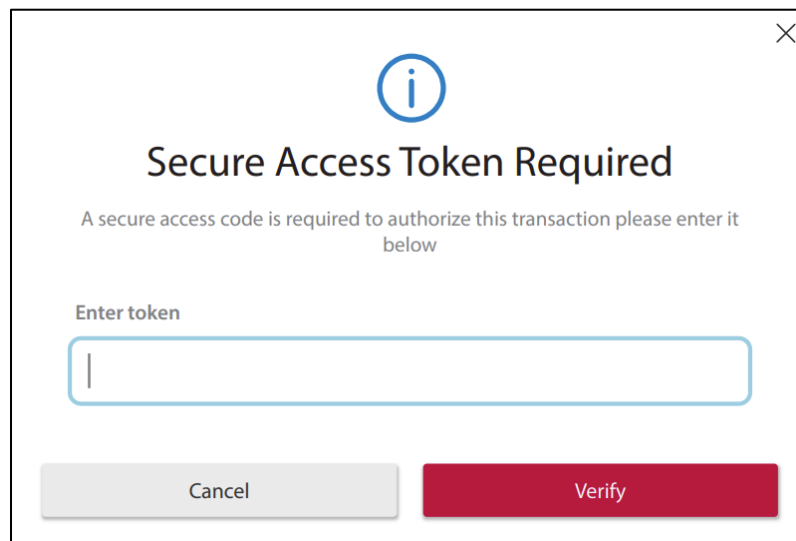 Secure Access Token Required
A secure access code is required to authorize this transaction please enter it
below
Enter token
Cancel
Verify